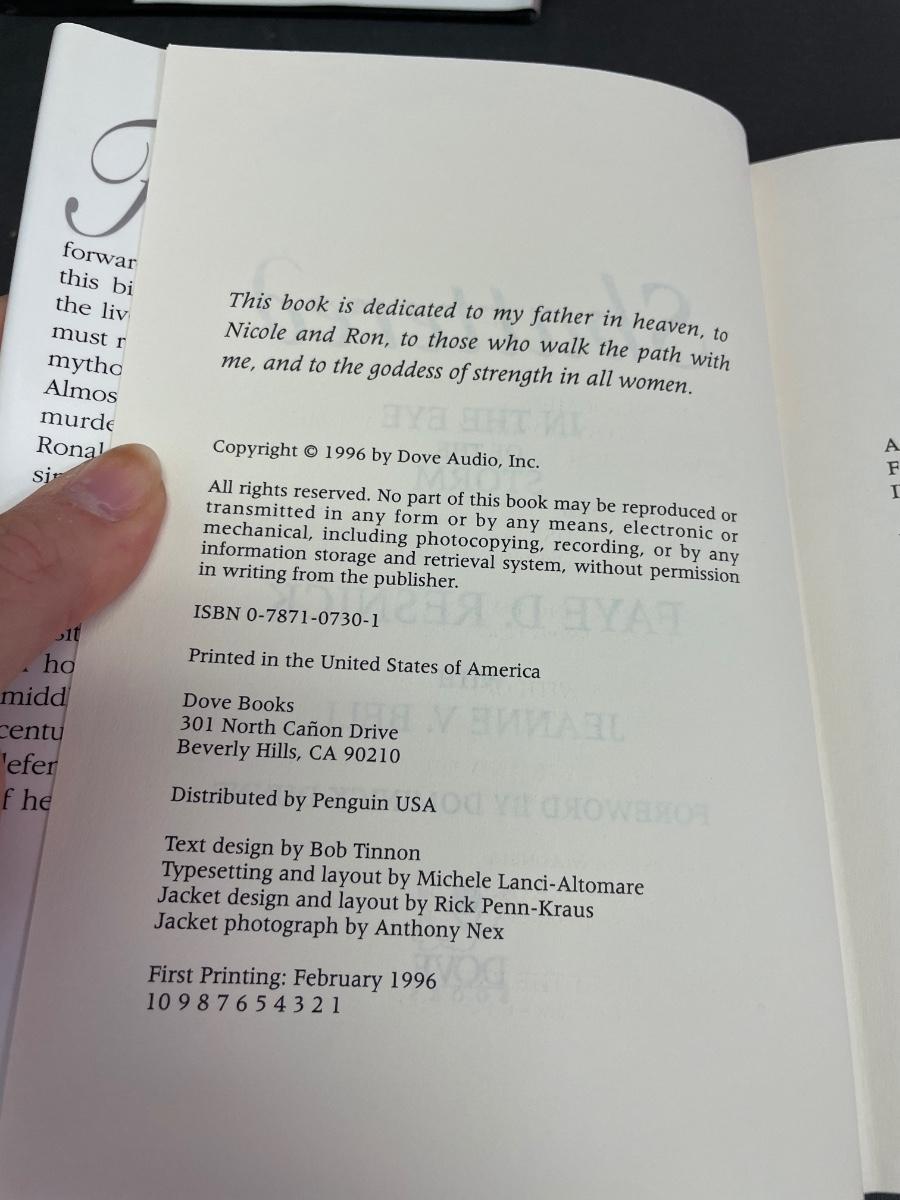 forwar
this bi
the liv
must r
mytho
Almos
murde
Ronal
ho
midd
centu
defer
f he
This book is dedicated to my father in heaven, to
Nicole and Ron, to those who walk the path with
me, and to the goddess of strength in all women.
Copyright © 1996 by Dove Audio, Inc.
All rights reserved. No part of this book may be reproduced or
transmitted in any form or by any means, electronic or
mechanical, including photocopying, recording, or by any
information storage and retrieval system, without permission
in writing from the publisher.
ISBN 0-7871-0730-1
Printed in the United States of America
Dove Books
301 North Cañon Drive
Beverly Hills, CA 90210
Distributed by Penguin USA
Text design by Bob Tinnon
Typesetting and layout by Michele Lanci-Altomare
Jacket design and layout by Rick Penn-Kraus
Jacket photograph by Anthony Nex
First Printing: February 1996
10 9 8 7 6 5 4 3 2 1
A
F